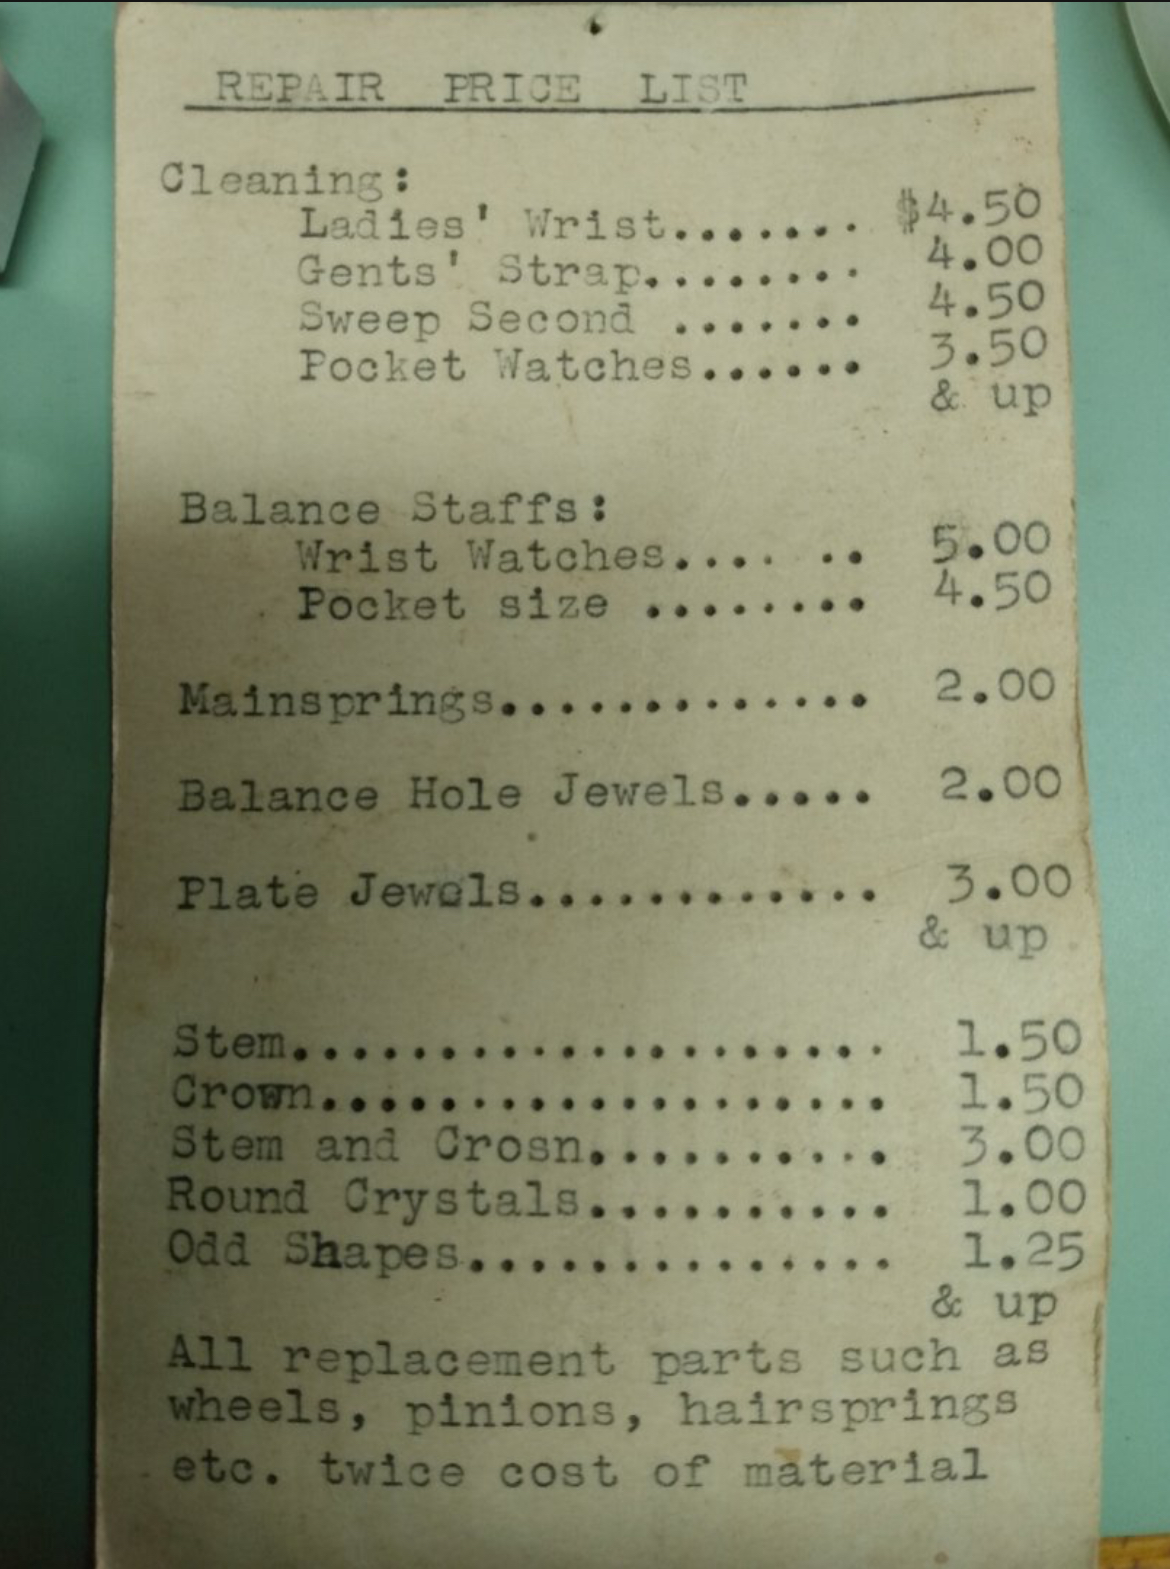 REPAIR PRICE LIST
Cleaning:
Ladies' Wrist....... $4.50
Gents' Strap........ 4.00
Sweep Second ....... 4.50
Pocket Watches...... 3.50
& up
Balance Staffs:
Wrist Watches.... .. 5.00
Pocket size ........ 4.50
Mainsprings............. 2.00
Balance Hole Jewels..... 2.00
Plate Jewels............ 3.00
& up
Stem.................... 1.50
Crown................... 1.50
Stem and Crosn.......... 3.00
Round Crystals.......... 1.00
Odd Shapes.............. 1.25
& up
All replacement parts such as
wheels, pinions, hairsprings
etc. twice cost of material